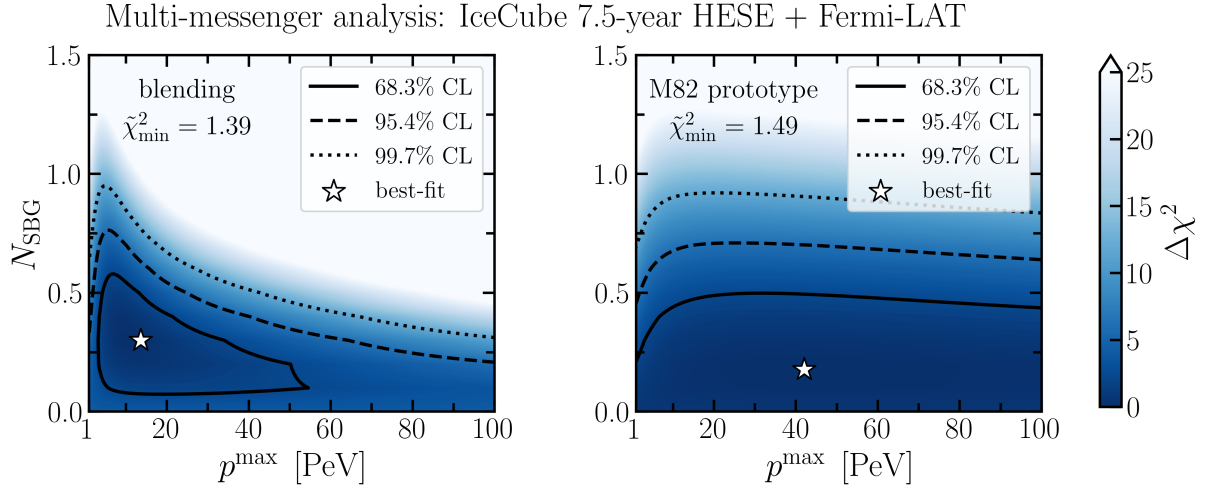 Multi-messenger analysis: IceCube 7.5-year HESE + Fermi-LAT
blending
χ̃²min = 1.39
68.3% CL
95.4% CL
99.7% CL
best-fit
1.5
1.0
0.5
0.0
N_SBG
1 20 40 60 80 100
p^max [PeV]
M82 prototype
χ̃²min = 1.49
68.3% CL
95.4% CL
99.7% CL
best-fit
1.5
1.0
0.5
0.0
1 20 40 60 80 100
p^max [PeV]
25
20
15
10
5
0
Δχ²